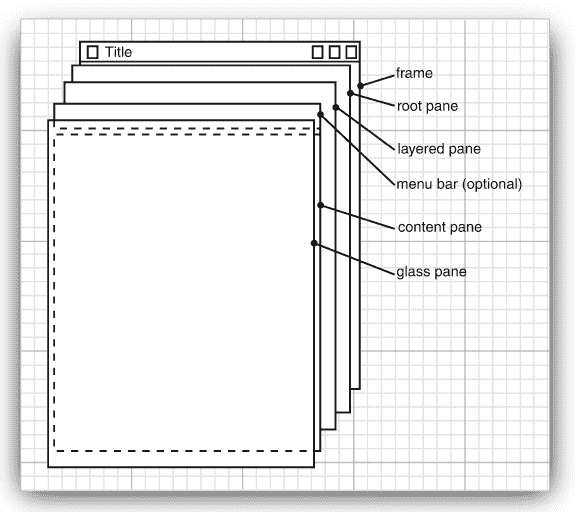 Title
frame
root pane
layered pane
menu bar (optional)
content pane
glass pane